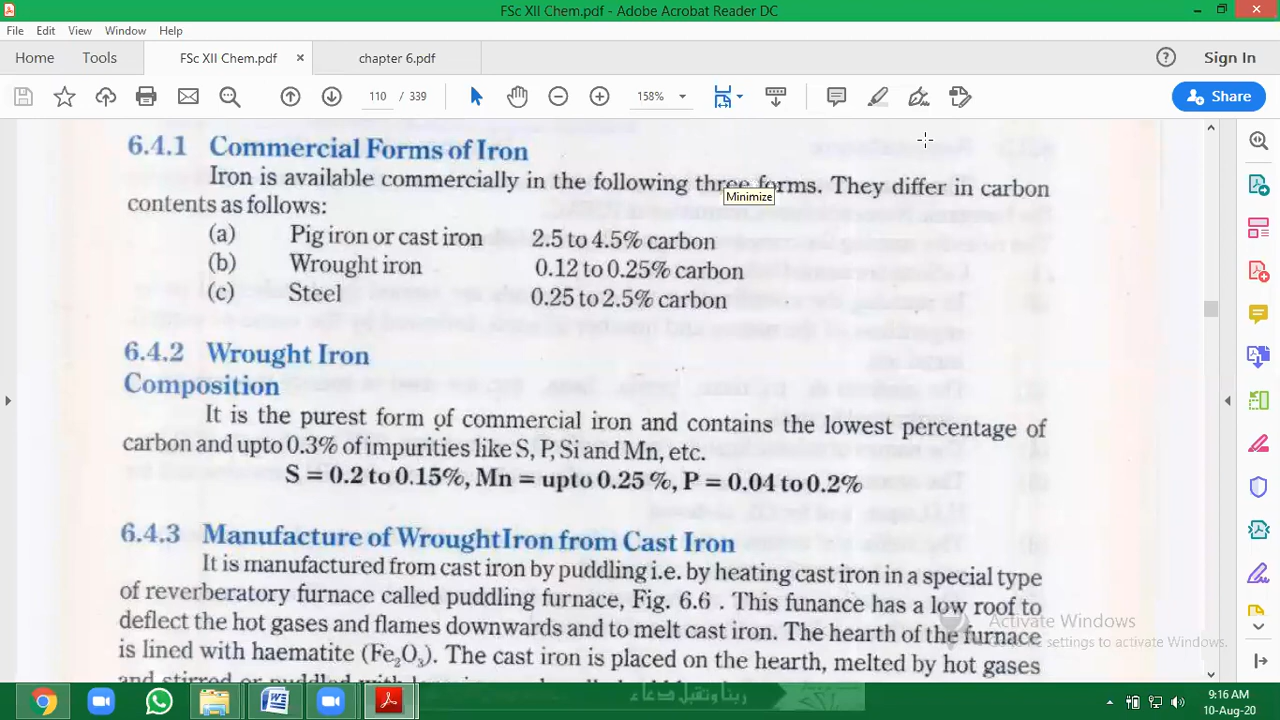 FSc XII Chem.pdf - Adobe Acrobat Reader DC
File Edit View Window Help
Home Tools FSc XII Chem.pdf × chapter 6.pdf Sign In
110 / 339 158% Share
6.4.1 Commercial Forms of Iron
Iron is available commercially in the following three forms. They differ in carbon
Minimize
contents as follows:
(a) Pig iron or cast iron 2.5 to 4.5% carbon
(b) Wrought iron 0.12 to 0.25% carbon
(c) Steel 0.25 to 2.5% carbon
6.4.2 Wrought Iron
Composition
It is the purest form of commercial iron and contains the lowest percentage of
carbon and upto 0.3% of impurities like S, P, Si and Mn, etc.
S = 0.2 to 0.15%, Mn = upto 0.25 %, P = 0.04 to 0.2%
6.4.3 Manufacture of Wrought Iron from Cast Iron
It is manufactured from cast iron by puddling i.e. by heating cast iron in a special type
of reverberatory furnace called puddling furnace, Fig. 6.6 . This funance has a low roof to
deflect the hot gases and flames downwards and to melt cast iron. The hearth of the furnace
Activate Windows
settings to activate Windows.
is lined with haematite (Fe₂O₃). The cast iron is placed on the hearth, melted by hot gases
and stirred or puddled with
ربنا وتقبل دعاء
9:16 AM
10-Aug-20